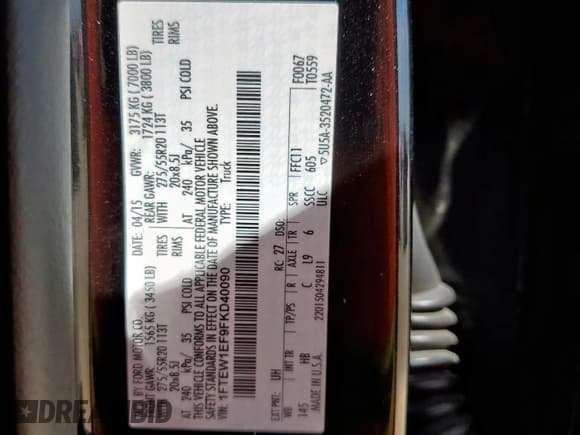 BY FORD MOTOR CO.
DATE: 04/15 GVWR: 3175 KG ( 7000 LB)
FRONT GAWR: 1565 KG ( 3450 LB) REAR GAWR: 1724 KG ( 3800 LB)
275/55R20 113T TIRES WITH 275/55R20 113T TIRES
20x8.5J RIMS 20x8.5J RIMS
AT 240 kPa/ 35 PSI COLD AT 240 kPa/ 35 PSI COLD
THIS VEHICLE CONFORMS TO ALL APPLICABLE FEDERAL MOTOR VEHICLE
SAFETY STANDARDS IN EFFECT ON THE DATE OF MANUFACTURE SHOWN ABOVE.
VIN: 1FTEW1EF9FKD40090 TYPE: Truck
F0067
T0559
EXT PNT: UH RC: 27 DSO: FFC11
WB INT TR TP/PS R AXLE TR SPR
145 HB C L9 6 SSCC 605
MADE IN U.S.A. 2201504294811 ULC ▽5U5A-3520472-AA
DREAMBID